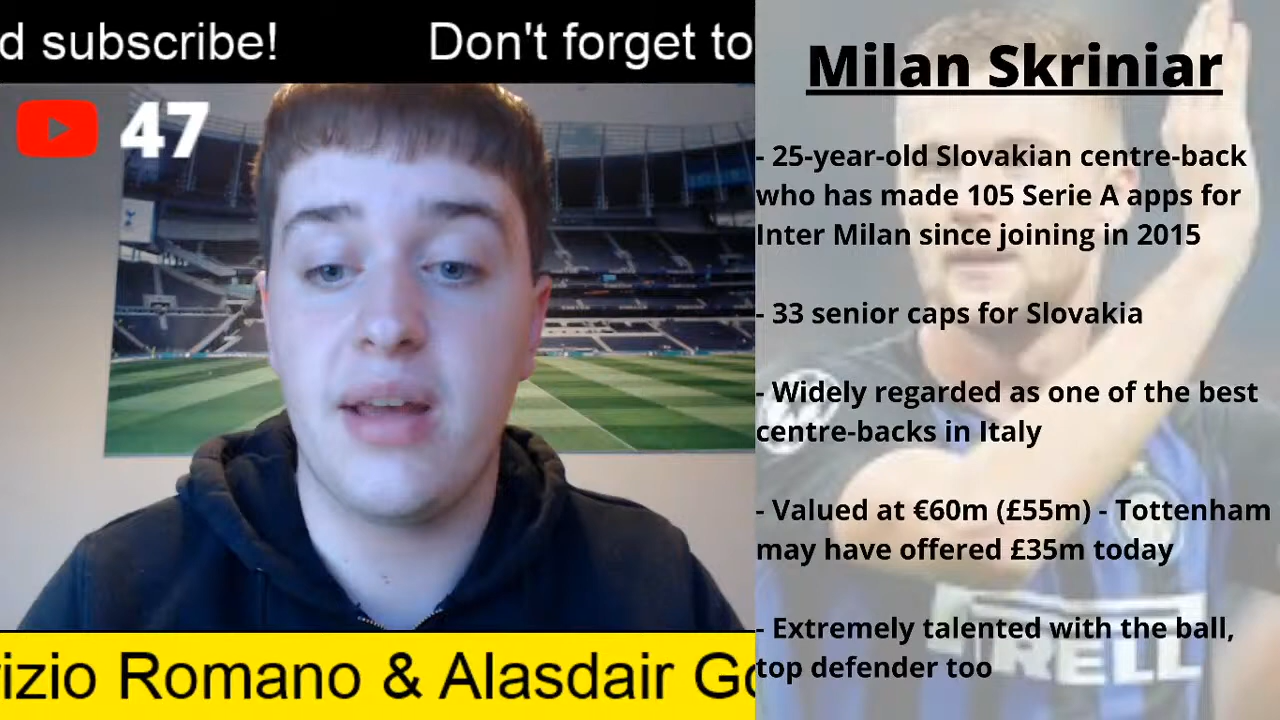 d subscribe! Don't forget to
47
Milan Skriniar
- 25-year-old Slovakian centre-back
who has made 105 Serie A apps for
Inter Milan since joining in 2015
- 33 senior caps for Slovakia
- Widely regarded as one of the best
centre-backs in Italy
- Valued at €60m (£55m) - Tottenham
may have offered £35m today
- Extremely talented with the ball,
top defender too
rizio Romano & Alasdair Go
RELL